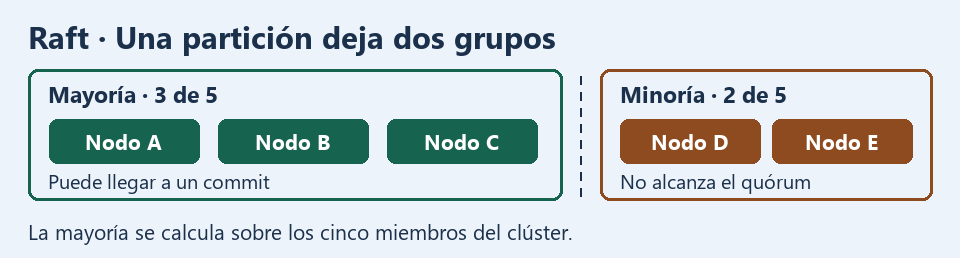 Raft · Una partición deja dos grupos
Mayoría · 3 de 5
Nodo A
Nodo B
Nodo C
Puede llegar a un commit
Minoría · 2 de 5
Nodo D
Nodo E
No alcanza el quórum
La mayoría se calcula sobre los cinco miembros del clúster.